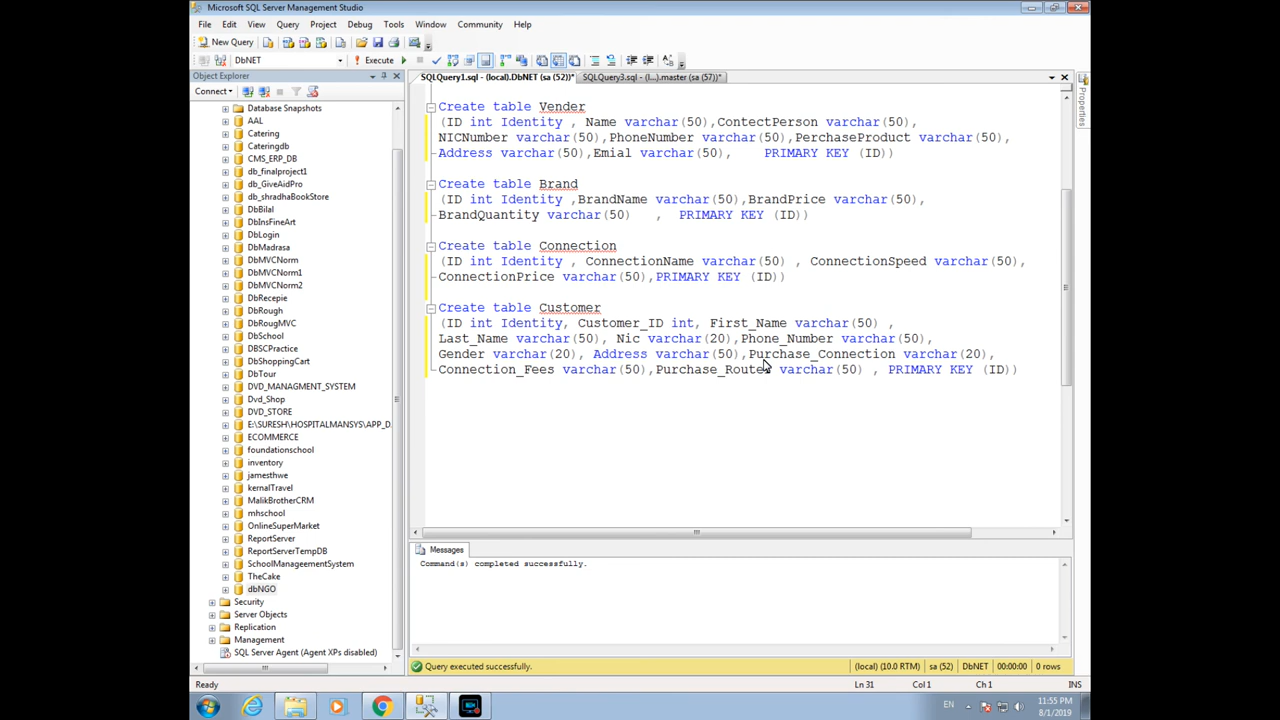 Microsoft SQL Server Management Studio
File Edit View Query Project Debug Tools Window Community Help
New Query
DbNET Execute
Object Explorer
SQLQuery1.sql - (local).DbNET (sa (52))* SQLQuery3.sql - (l...).master (sa (57))*
Connect
Properties
Database Snapshots
AAL
Catering
Cateringdb
CMS_ERP_DB
db_finalproject1
db_GiveAidPro
db_shradhaBookStore
DbBilal
DbInsFineArt
DbLogin
DbMadrasa
DbMVCNorm
DbMVCNorm1
DbMVCNorm2
DbRecepie
DbRough
DbRougMVC
DbSchool
DBSCPractice
DbShoppingCart
DbTour
DVD_MANAGMENT_SYSTEM
Dvd_Shop
DVD_STORE
E:\SURESH\HOSPITALMANSYS\APP_D
ECOMMERCE
foundationschool
inventory
jamesthwe
kernalTravel
MalikBrotherCRM
mhschool
OnlineSuperMarket
ReportServer
ReportServerTempDB
SchoolManageementSystem
TheCake
dbNGO
Security
Server Objects
Replication
Management
SQL Server Agent (Agent XPs disabled)
Create table Vender
(ID int Identity , Name varchar(50),ContectPerson varchar(50),
NICNumber varchar(50),PhoneNumber varchar(50),PerchaseProduct varchar(50),
Address varchar(50),Emial varchar(50), PRIMARY KEY (ID))
Create table Brand
(ID int Identity ,BrandName varchar(50),BrandPrice varchar(50),
BrandQuantity varchar(50) , PRIMARY KEY (ID))
Create table Connection
(ID int Identity , ConnectionName varchar(50) , ConnectionSpeed varchar(50),
ConnectionPrice varchar(50),PRIMARY KEY (ID))
Create table Customer
(ID int Identity, Customer_ID int, First_Name varchar(50) ,
Last_Name varchar(50), Nic varchar(20),Phone_Number varchar(50),
Gender varchar(20), Address varchar(50),Purchase_Connection varchar(20),
Connection_Fees varchar(50),Purchase_Router varchar(50) , PRIMARY KEY (ID))
Messages
Command(s) completed successfully.
Query executed successfully. (local) (10.0 RTM) sa (52) DbNET 00:00:00 0 rows
Ready Ln 31 Col 1 Ch 1 INS
EN 11:55 PM
8/1/2019